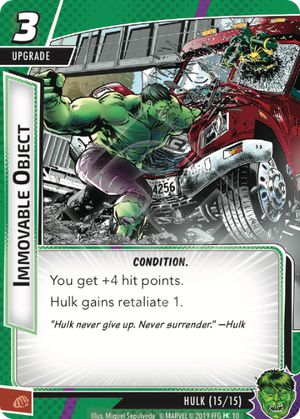 3
UPGRADE
IMMOVABLE OBJECT
4256
CONDITION.
You get +4 hit points.
Hulk gains retaliate 1.
"Hulk never give up. Never surrender." —Hulk
HULK (15/15)
Illus. Miguel Sepulveda © MARVEL © 2019 FFG HK 10